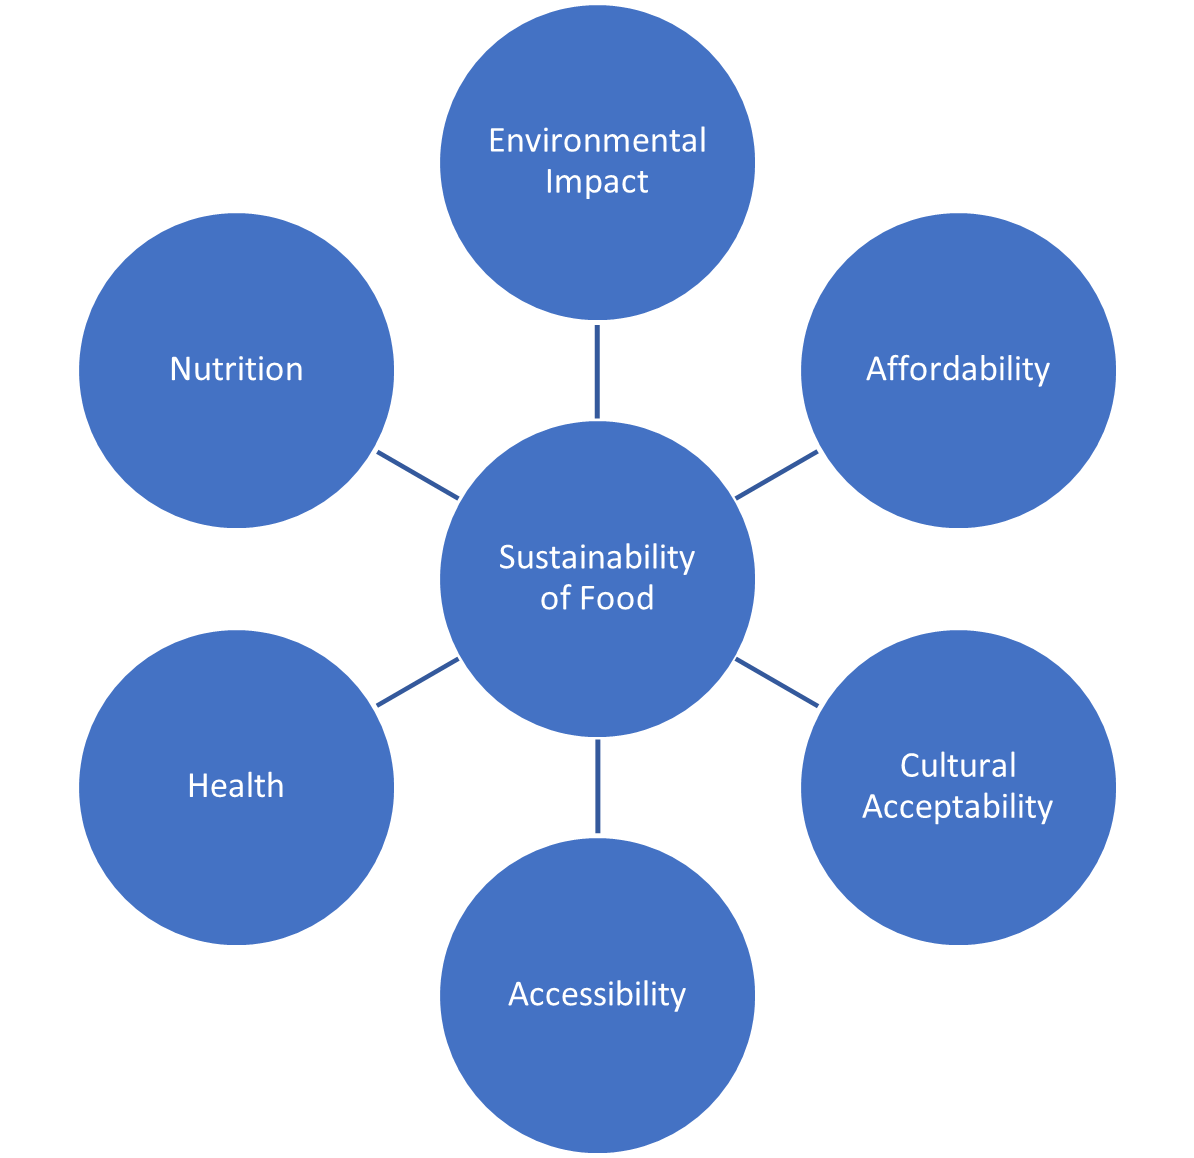 Environmental
Impact
Nutrition
Affordability
Sustainability
of Food
Health
Cultural
Acceptability
Accessibility